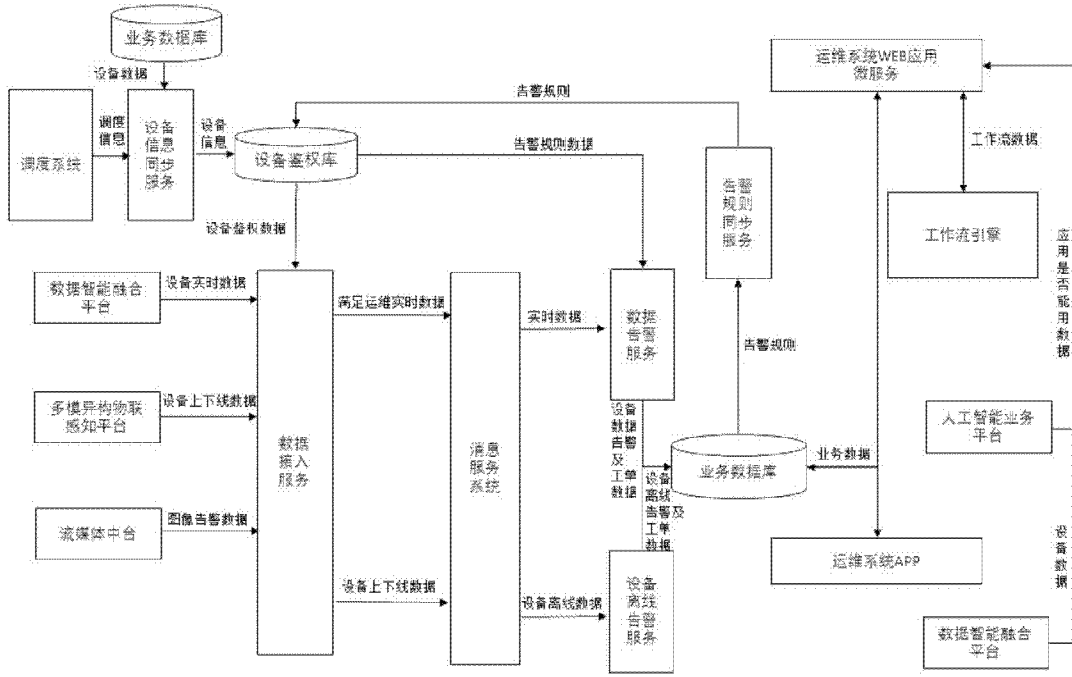 业务数据库
设备数据
调度系统
调度
信息
设备
信息
同步
服务
设备
信息
设备鉴权库
告警规则
告警规则数据
设备鉴权数据
告警
规则
同步
服务
运维系统WEB应用
微服务
工作流数据
工作流引擎
应用是否能用数据
数据智能融合
平台
设备实时数据
多模异构物联
感知平台
设备上下线数据
流媒体中台
图像告警数据
数据
接入
服务
满足运维实时数据
设备上下线数据
消息
服务
系统
实时数据
设备离线数据
数据
告警
服务
设备
数据
告警
及
工单
数据
设备
离线
告警及
工单
数据
设备
离线
告警
服务
告警规则
业务数据库
业务数据
运维系统APP
人工智能业务
平台
设备数据
数据智能融合
平台